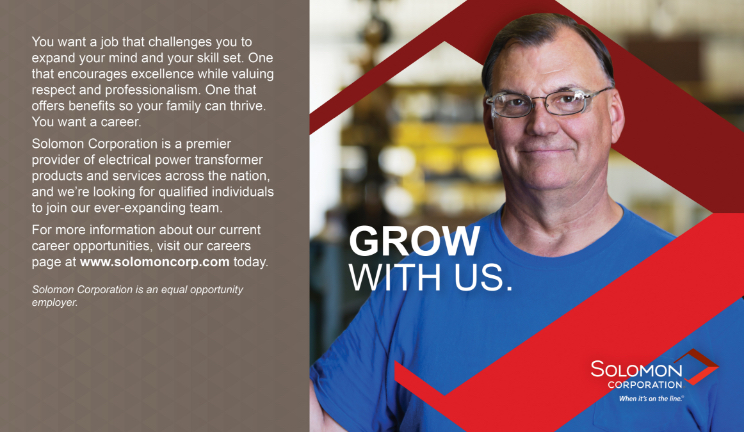 You want a job that challenges you to
expand your mind and your skill set. One
that encourages excellence while valuing
respect and professionalism. One that
offers benefits so your family can thrive.
You want a career.
Solomon Corporation is a premier
provider of electrical power transformer
products and services across the nation,
and we're looking for qualified individuals
to join our ever-expanding team.
For more information about our current
career opportunities, visit our careers
page at www.solomoncorp.com today.
Solomon Corporation is an equal opportunity
employer.
GROW
WITH US.
SOLOMON
CORPORATION
When it's on the line.®